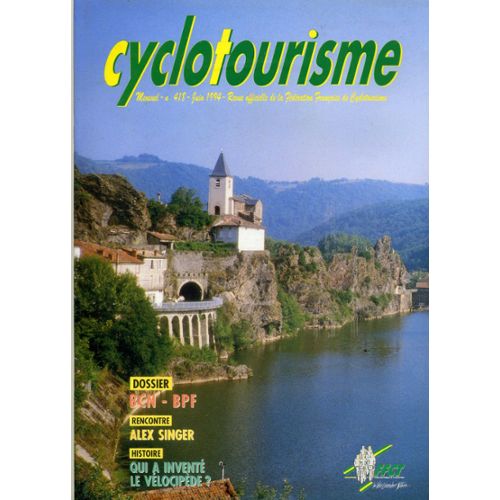 cyclotourisme
Mensuel - n° 418 - Juin 1994 - Revue officielle de la Fédération Française de Cyclotourisme
DOSSIER
BCN - BPF
RENCONTRE
ALEX SINGER
HISTOIRE
QUI A INVENTÉ
LE VÉLOCIPÈDE ?
FFCT